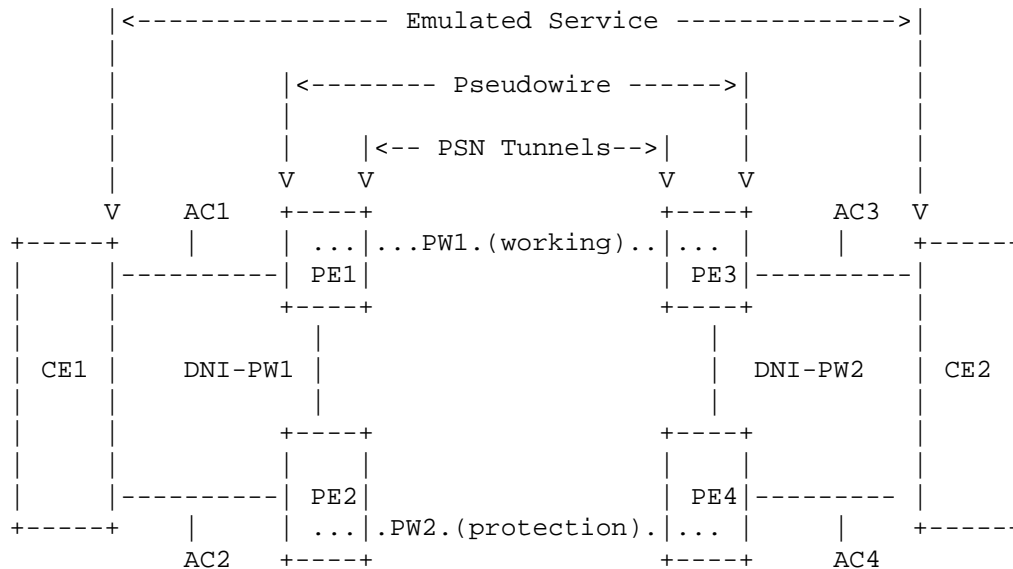 |<--------------- Emulated Service -------------->|
|                                                 |
|          |<-------- Pseudowire ------>|          |
|          |                            |          |
|          |    |<-- PSN Tunnels-->|    |          |
|          V    V                  V    V          |
V    AC1    +----+                  +----+     AC3    V
+-----+    |     | ...|...PW1.(working)..|... |     |    +-----
|     |----------| PE1|                  | PE3|----------|
|     |          +----+                  +----+          |
|     |            |                        |            |
| CE1 |    DNI-PW1 |                        | DNI-PW2    | CE2
|     |            |                        |            |
|     |          +----+                  +----+          |
|     |          |    |                  |    |          |
|     |----------| PE2|                  | PE4|---------
+-----+    |     | ...|.PW2.(protection).|... |     |    +-----
AC2    +----+                  +----+     AC4